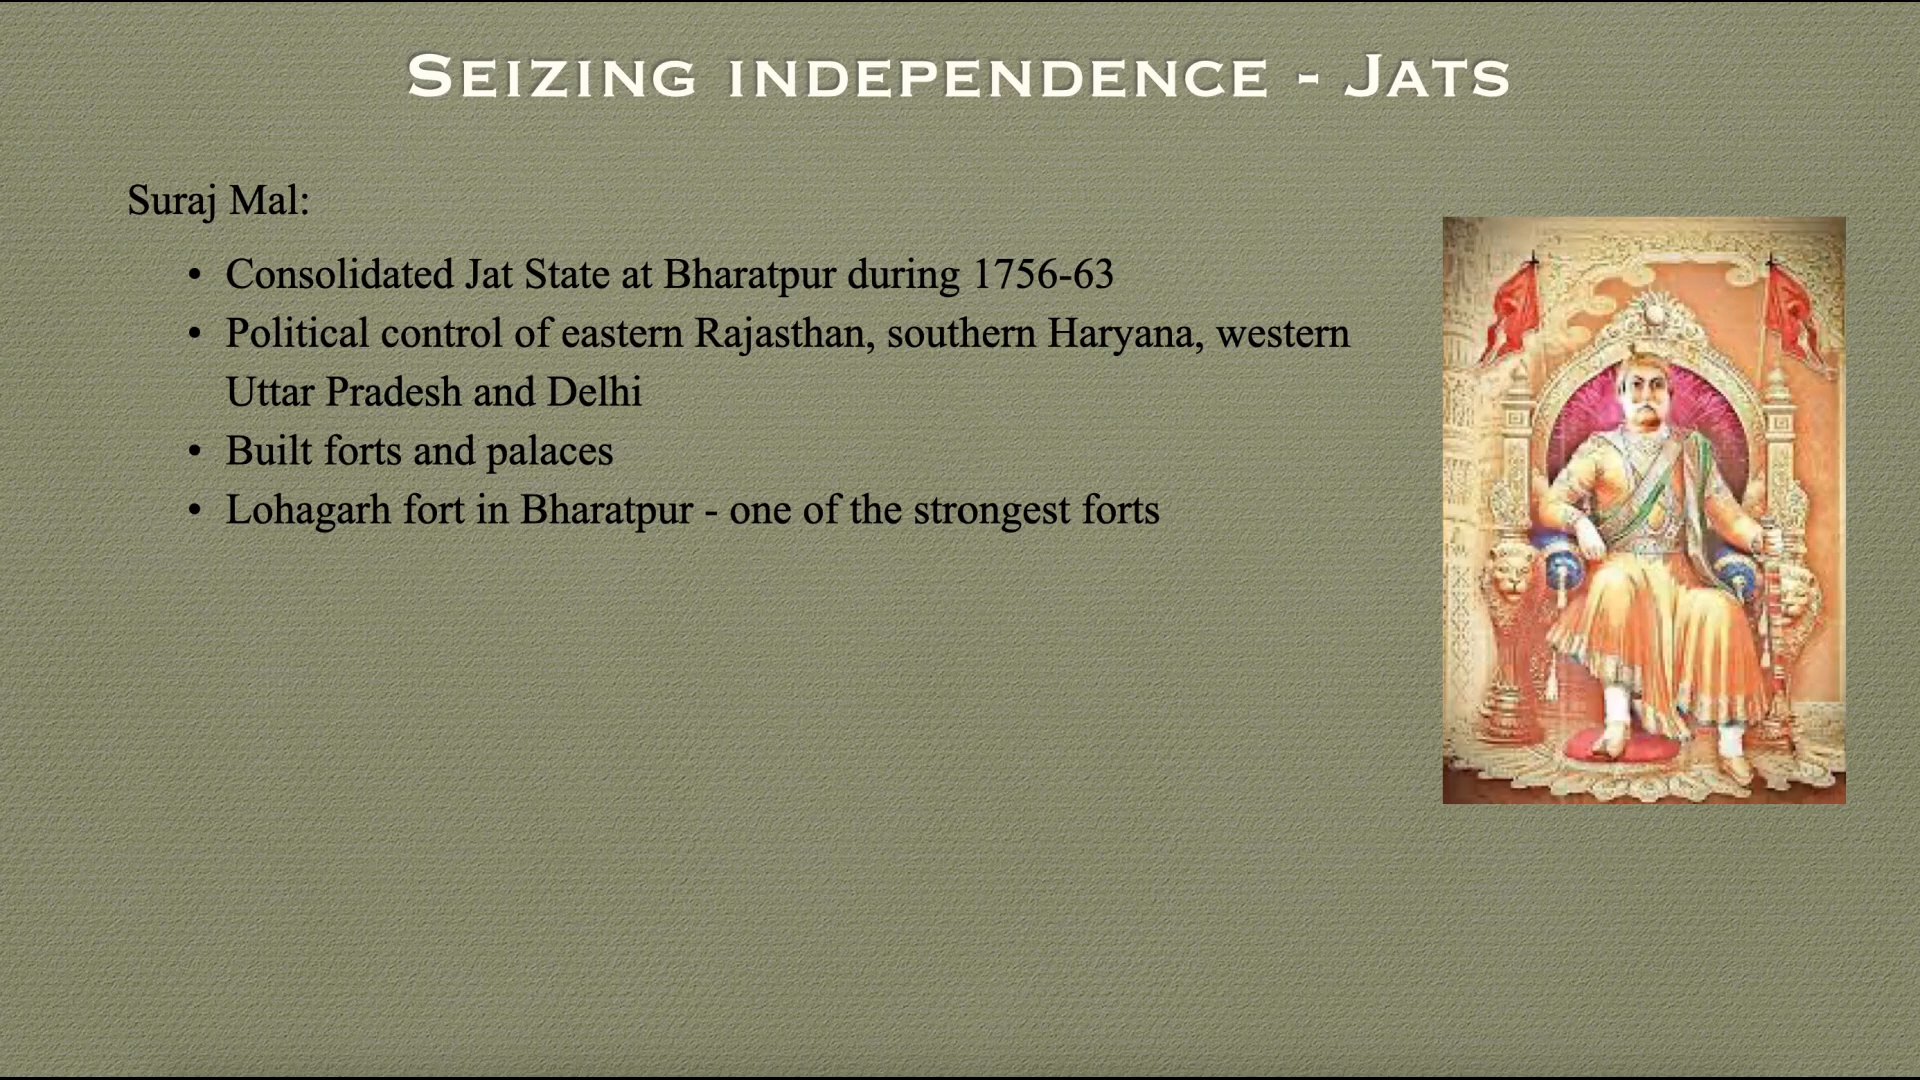 SEIZING INDEPENDENCE - JATS
Suraj Mal:
• Consolidated Jat State at Bharatpur during 1756-63
• Political control of eastern Rajasthan, southern Haryana, western
Uttar Pradesh and Delhi
• Built forts and palaces
• Lohagarh fort in Bharatpur - one of the strongest forts